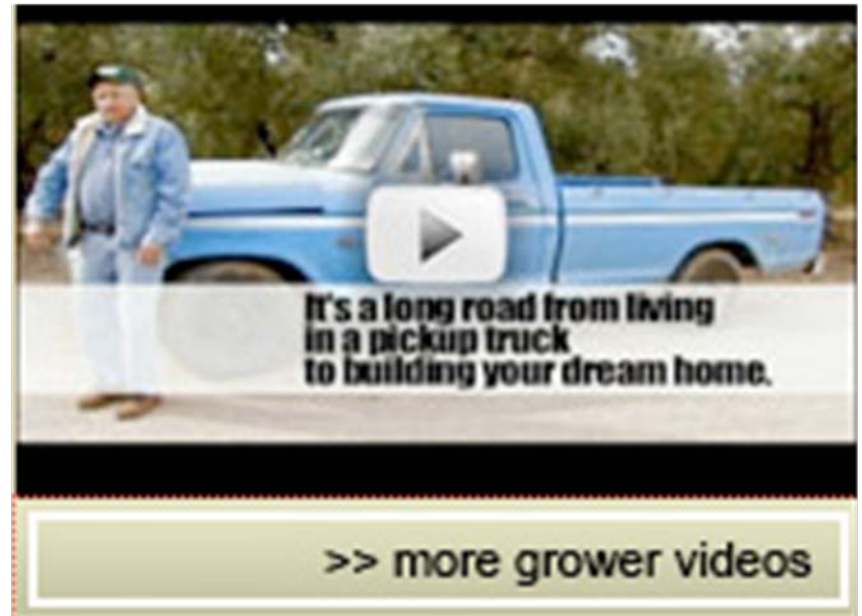 It's a long road from living
in a pickup truck
to building your dream home.
>> more grower videos